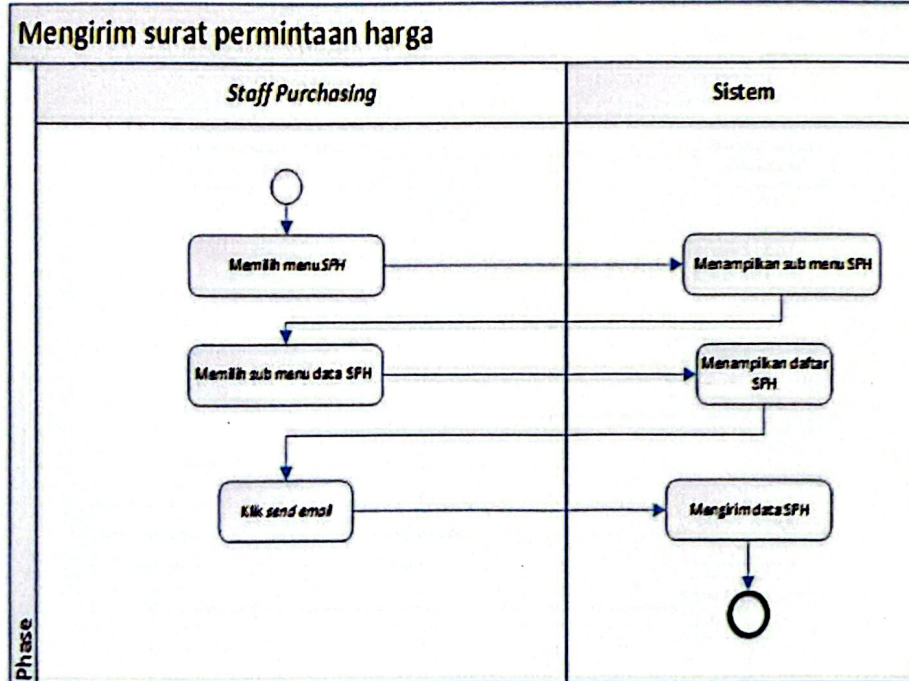 Mengirim surat permintaan harga
Staff Purchasing
Sistem
Memilih menu SPH
Menampilkan sub menu SPH
Memilih sub menu data SPH
Menampilkan daftar
SPH
Klik send email
Mengirim data SPH
Phase